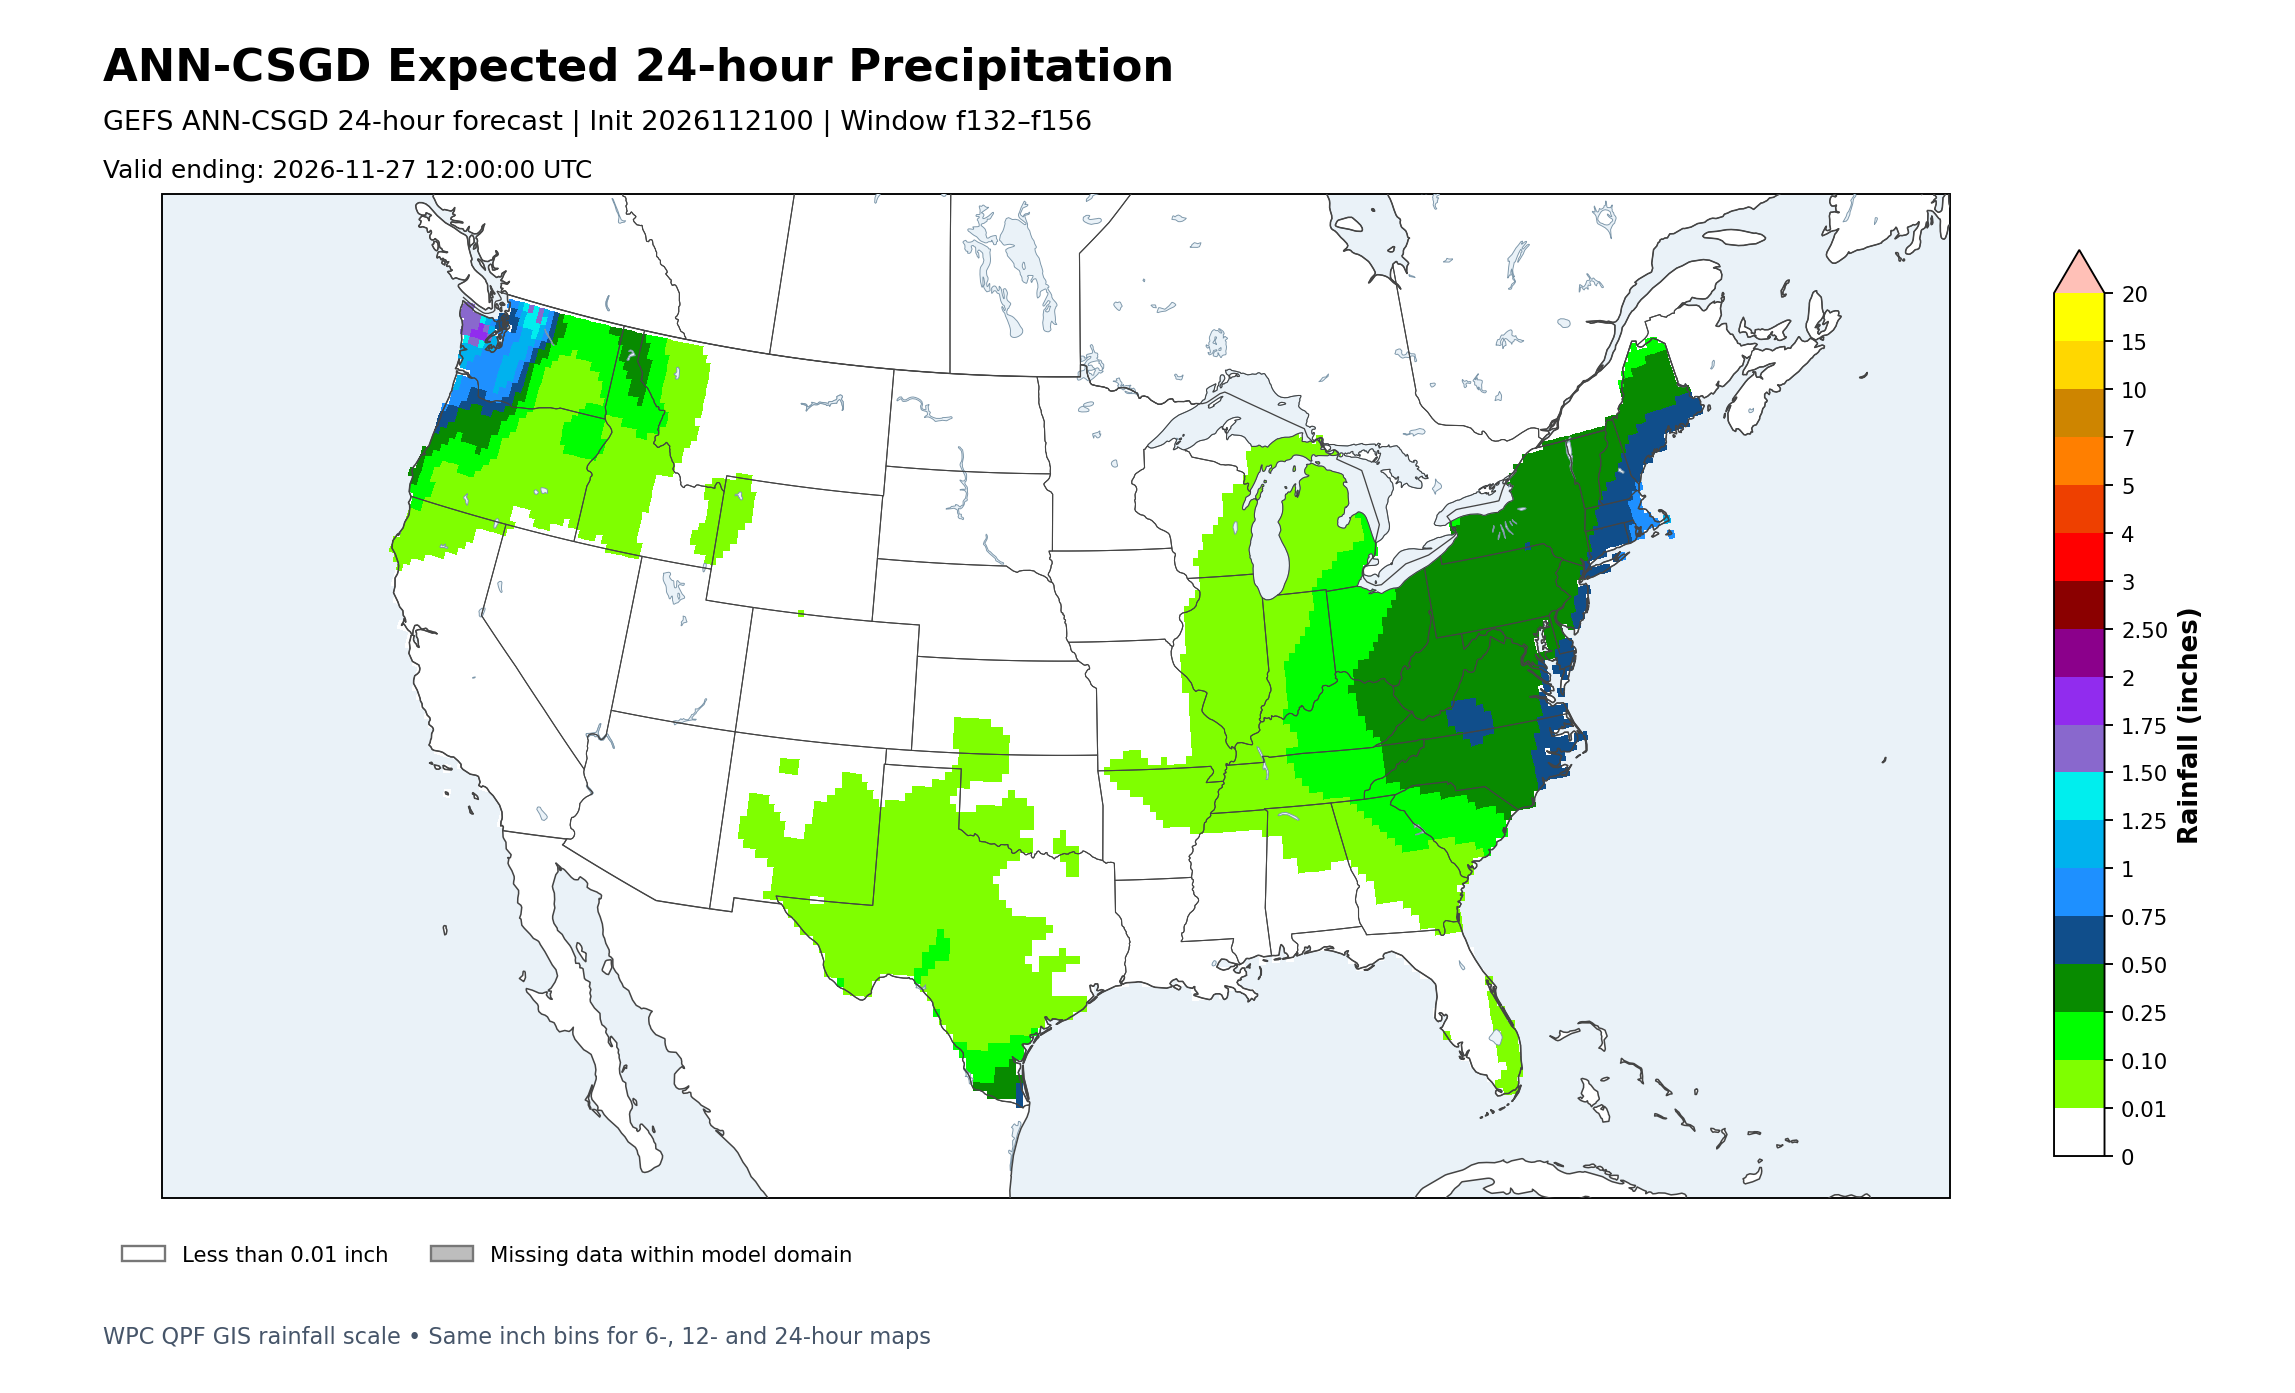 ANN-CSGD Expected 24-hour Precipitation
GEFS ANN-CSGD 24-hour forecast | Init 2026112100 | Window f132–f156
Valid ending: 2026-11-27 12:00:00 UTC
20
15
10
7
5
4
3
2.50
2
1.75
1.50
1.25
1
0.75
0.50
0.25
0.10
0.01
0
Rainfall (inches)
Less than 0.01 inch
Missing data within model domain
WPC QPF GIS rainfall scale • Same inch bins for 6-, 12- and 24-hour maps